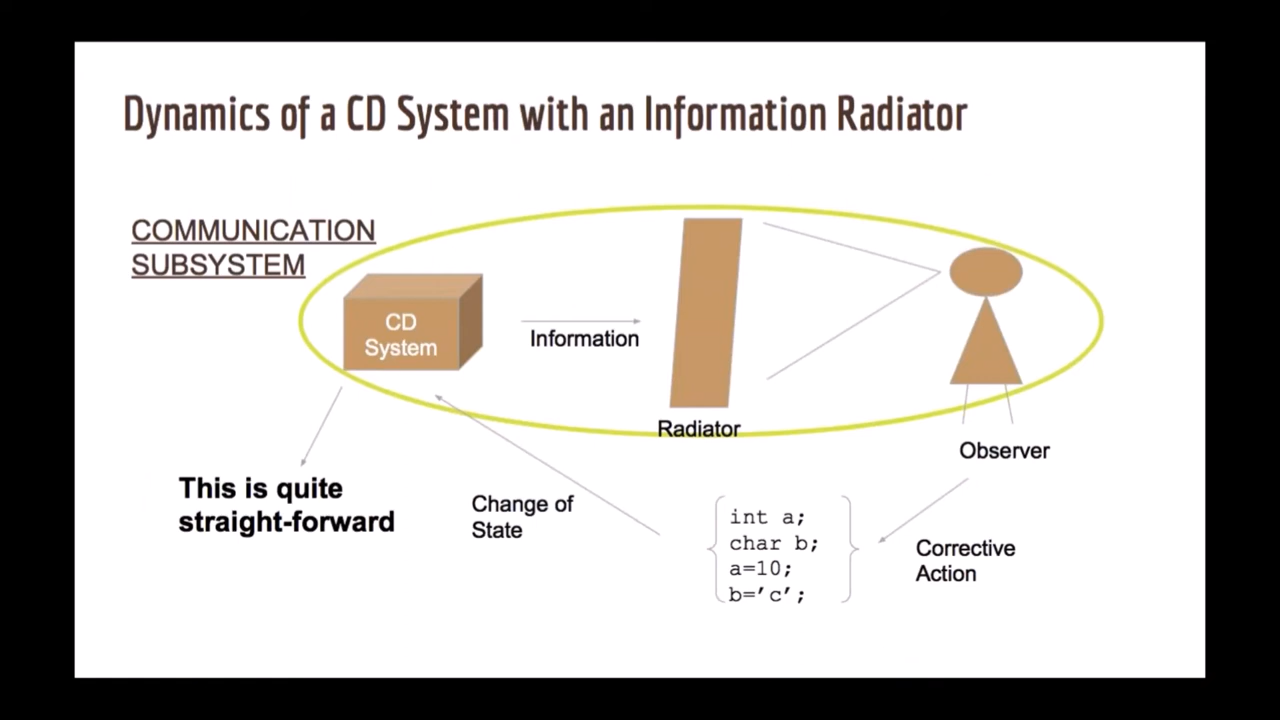 Dynamics of a CD System with an Information Radiator
COMMUNICATION
SUBSYSTEM
CD
System
Information
Radiator
Observer
This is quite
straight-forward
Change of
State
int a;
char b;
a=10;
b=’c’;
Corrective
Action